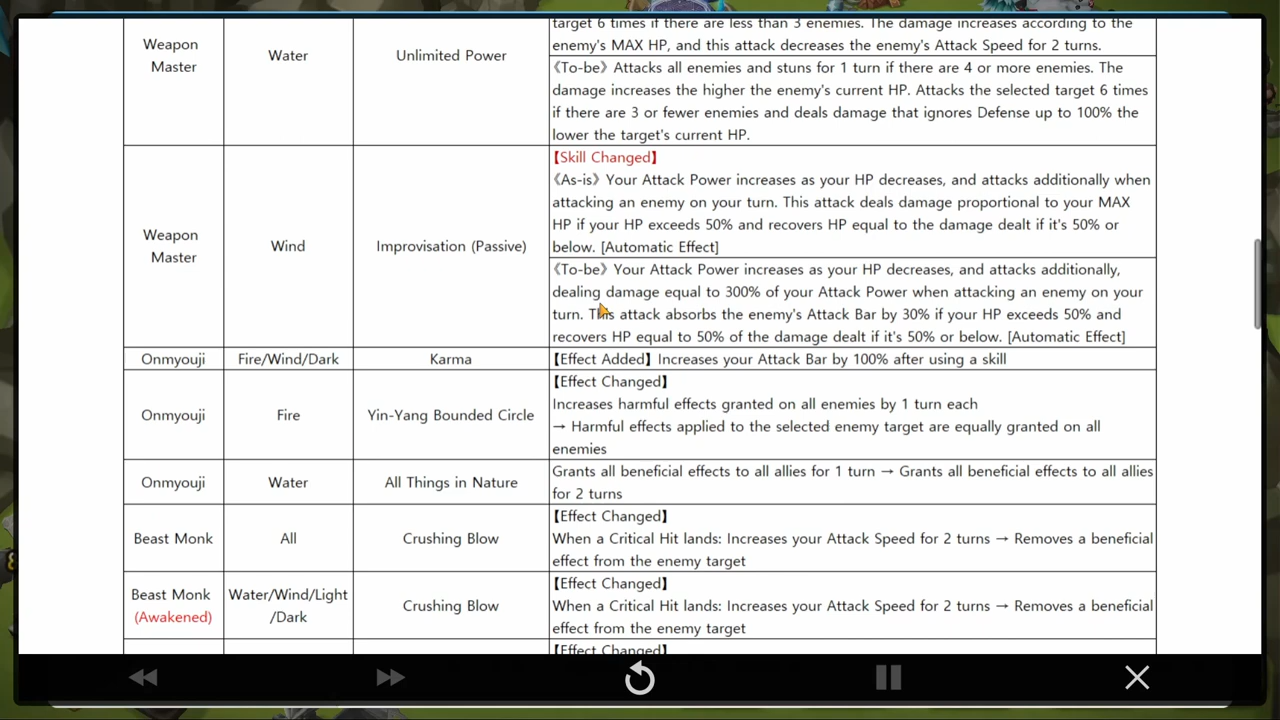 target 6 times if there are less than 3 enemies. The damage increases according to the
enemy's MAX HP, and this attack decreases the enemy's Attack Speed for 2 turns.
Weapon
Master
Water
Unlimited Power
《To-be》 Attacks all enemies and stuns for 1 turn if there are 4 or more enemies. The
damage increases the higher the enemy's current HP. Attacks the selected target 6 times
if there are 3 or fewer enemies and deals damage that ignores Defense up to 100% the
lower the target's current HP.
Weapon
Master
Wind
Improvisation (Passive)
【Skill Changed】
《As-is》 Your Attack Power increases as your HP decreases, and attacks additionally when
attacking an enemy on your turn. This attack deals damage proportional to your MAX
HP if your HP exceeds 50% and recovers HP equal to the damage dealt if it's 50% or
below. [Automatic Effect]
《To-be》 Your Attack Power increases as your HP decreases, and attacks additionally,
dealing damage equal to 300% of your Attack Power when attacking an enemy on your
turn. This attack absorbs the enemy's Attack Bar by 30% if your HP exceeds 50% and
recovers HP equal to 50% of the damage dealt if it's 50% or below. [Automatic Effect]
Onmyouji
Fire/Wind/Dark
Karma
【Effect Added】 Increases your Attack Bar by 100% after using a skill
Onmyouji
Fire
Yin-Yang Bounded Circle
【Effect Changed】
Increases harmful effects granted on all enemies by 1 turn each
→ Harmful effects applied to the selected enemy target are equally granted on all
enemies
Onmyouji
Water
All Things in Nature
Grants all beneficial effects to all allies for 1 turn → Grants all beneficial effects to all allies
for 2 turns
Beast Monk
All
Crushing Blow
【Effect Changed】
When a Critical Hit lands: Increases your Attack Speed for 2 turns → Removes a beneficial
effect from the enemy target
Beast Monk
(Awakened)
Water/Wind/Light
/Dark
Crushing Blow
【Effect Changed】
When a Critical Hit lands: Increases your Attack Speed for 2 turns → Removes a beneficial
effect from the enemy target
【Effect Changed】